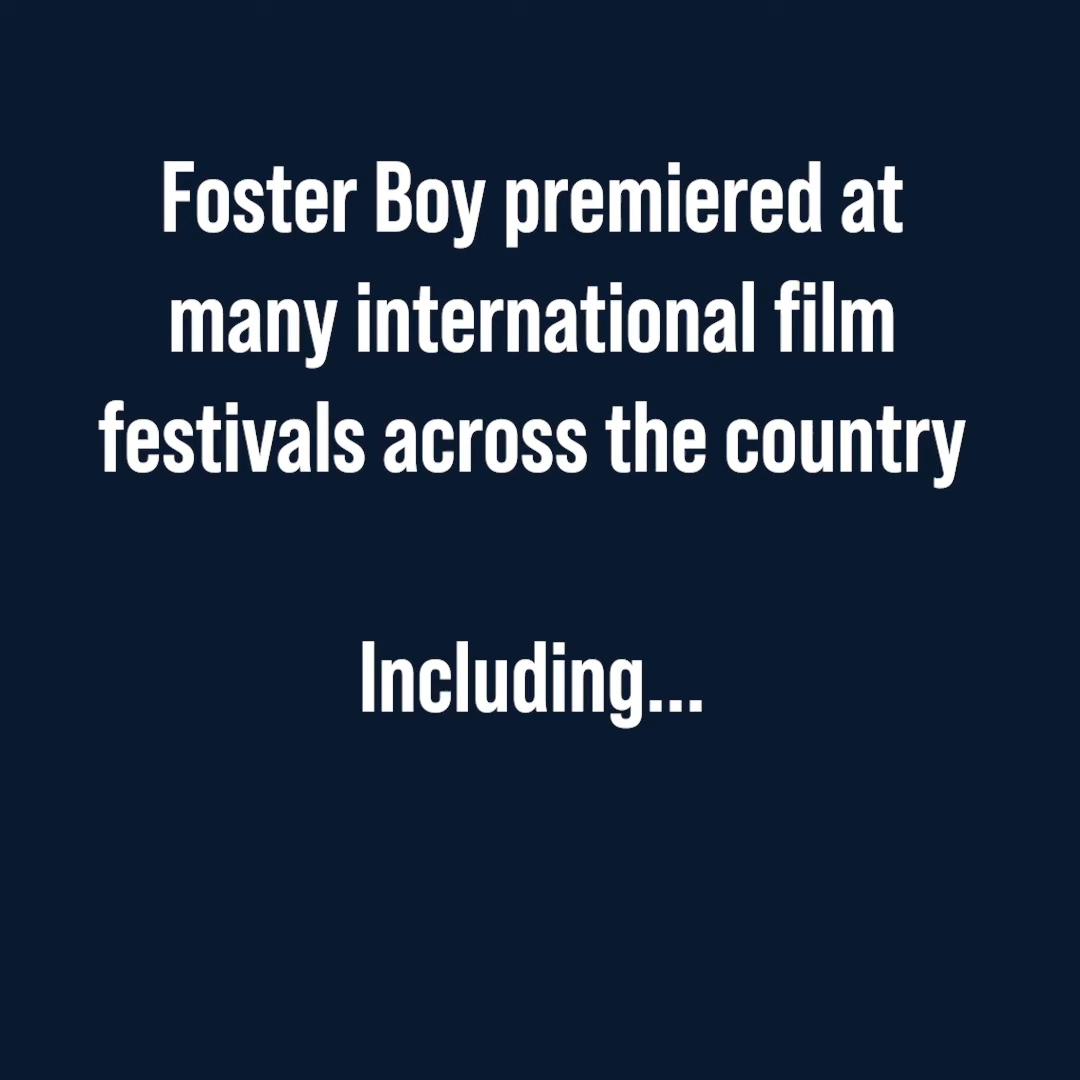 Foster Boy premiered at
many international film
festivals across the country
Including...